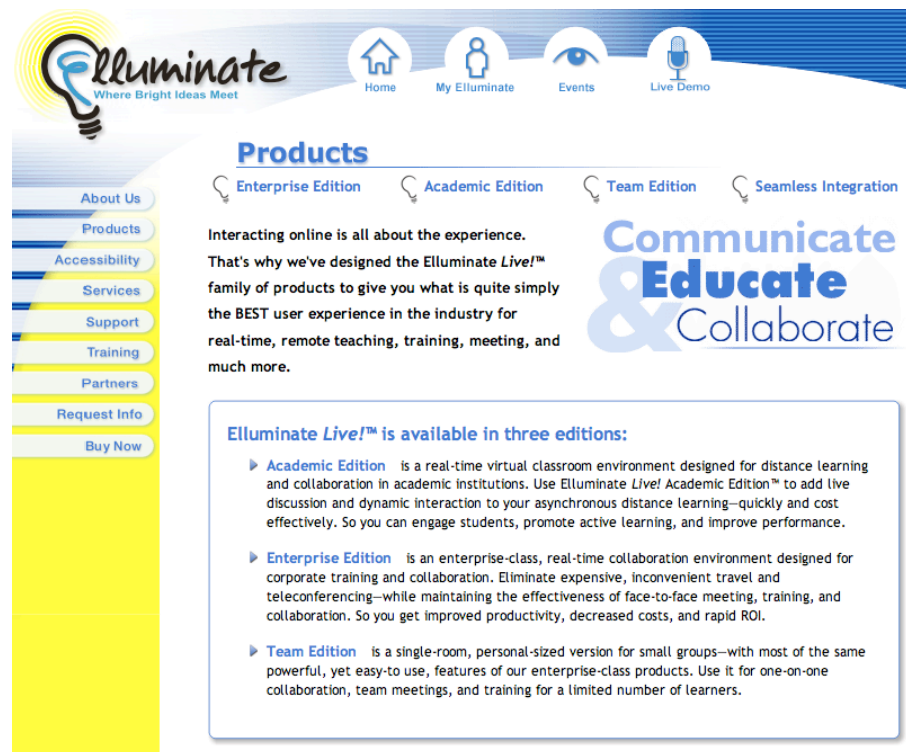 Elluminate
Where Bright Ideas Meet
Home
My Elluminate
Events
Live Demo
Products
Enterprise Edition
Academic Edition
Team Edition
Seamless Integration
About Us
Products
Accessibility
Services
Support
Training
Partners
Request Info
Buy Now
Interacting online is all about the experience.
That's why we've designed the Elluminate Live!™
family of products to give you what is quite simply
the BEST user experience in the industry for
real-time, remote teaching, training, meeting, and
much more.
Communicate
& Educate
Collaborate
Elluminate Live!™ is available in three editions:
Academic Edition is a real-time virtual classroom environment designed for distance learning
and collaboration in academic institutions. Use Elluminate Live! Academic Edition™ to add live
discussion and dynamic interaction to your asynchronous distance learning—quickly and cost
effectively. So you can engage students, promote active learning, and improve performance.
Enterprise Edition is an enterprise-class, real-time collaboration environment designed for
corporate training and collaboration. Eliminate expensive, inconvenient travel and
teleconferencing—while maintaining the effectiveness of face-to-face meeting, training, and
collaboration. So you get improved productivity, decreased costs, and rapid ROI.
Team Edition is a single-room, personal-sized version for small groups—with most of the same
powerful, yet easy-to use, features of our enterprise-class products. Use it for one-on-one
collaboration, team meetings, and training for a limited number of learners.